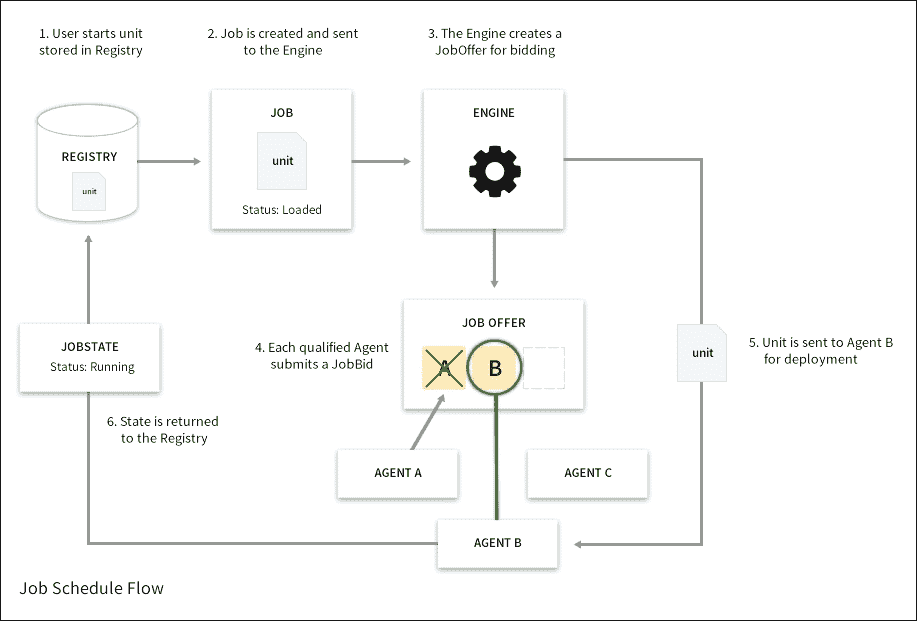 1. User starts unit
stored in Registry
2. Job is created and sent
to the Engine
3. The Engine creates a
JobOffer for bidding
REGISTRY
unit
JOB
unit
Status: Loaded
ENGINE
JOB OFFER
A
B
4. Each qualified Agent
submits a JobBid
unit
5. Unit is sent to Agent B
for deployment
JOBSTATE
Status: Running
6. State is returned
to the Registry
AGENT A
AGENT C
AGENT B
Job Schedule Flow